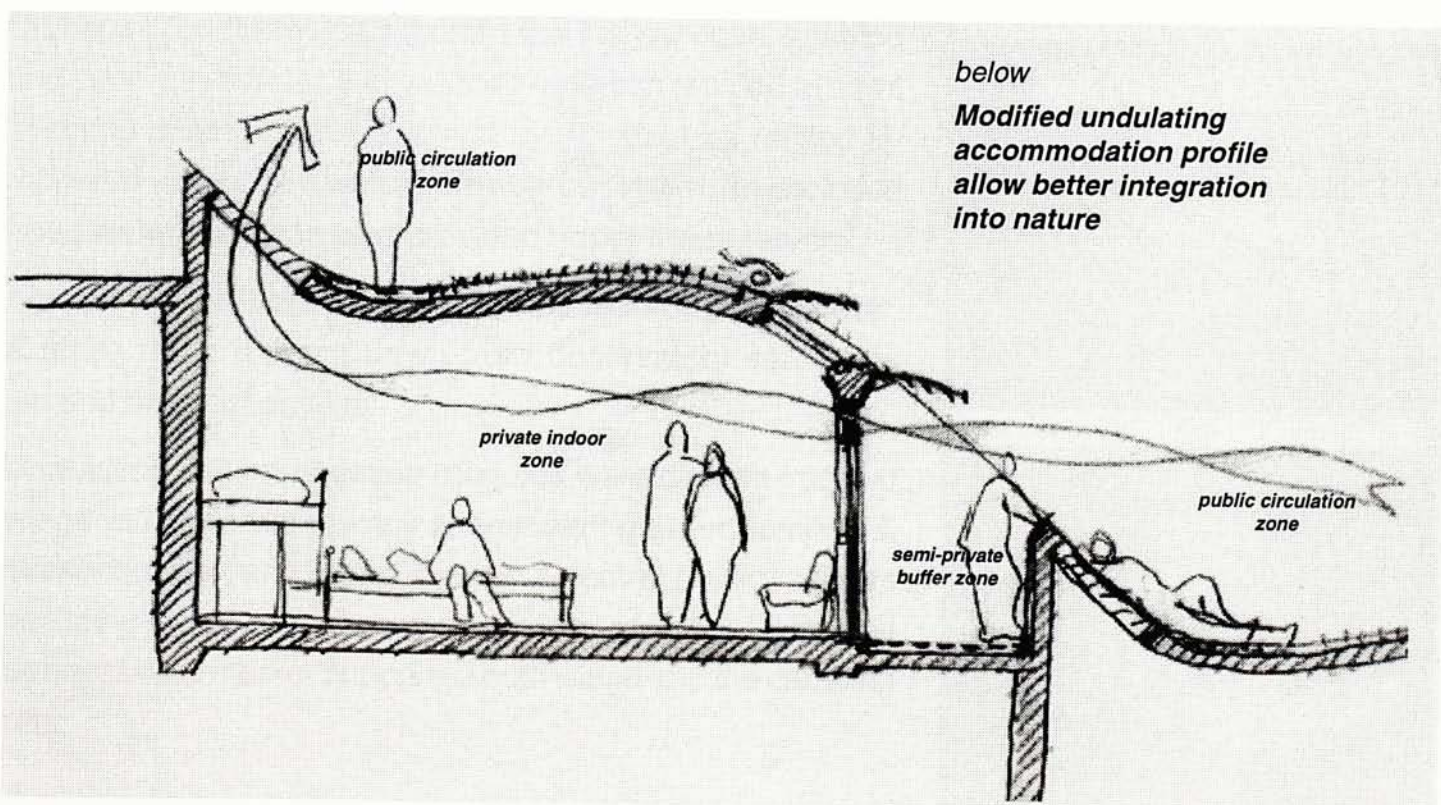 below
Modified undulating
accommodation profile
allow better integration
into nature
public circulation
zone
private indoor
zone
public circulation
zone
semi-private
buffer zone